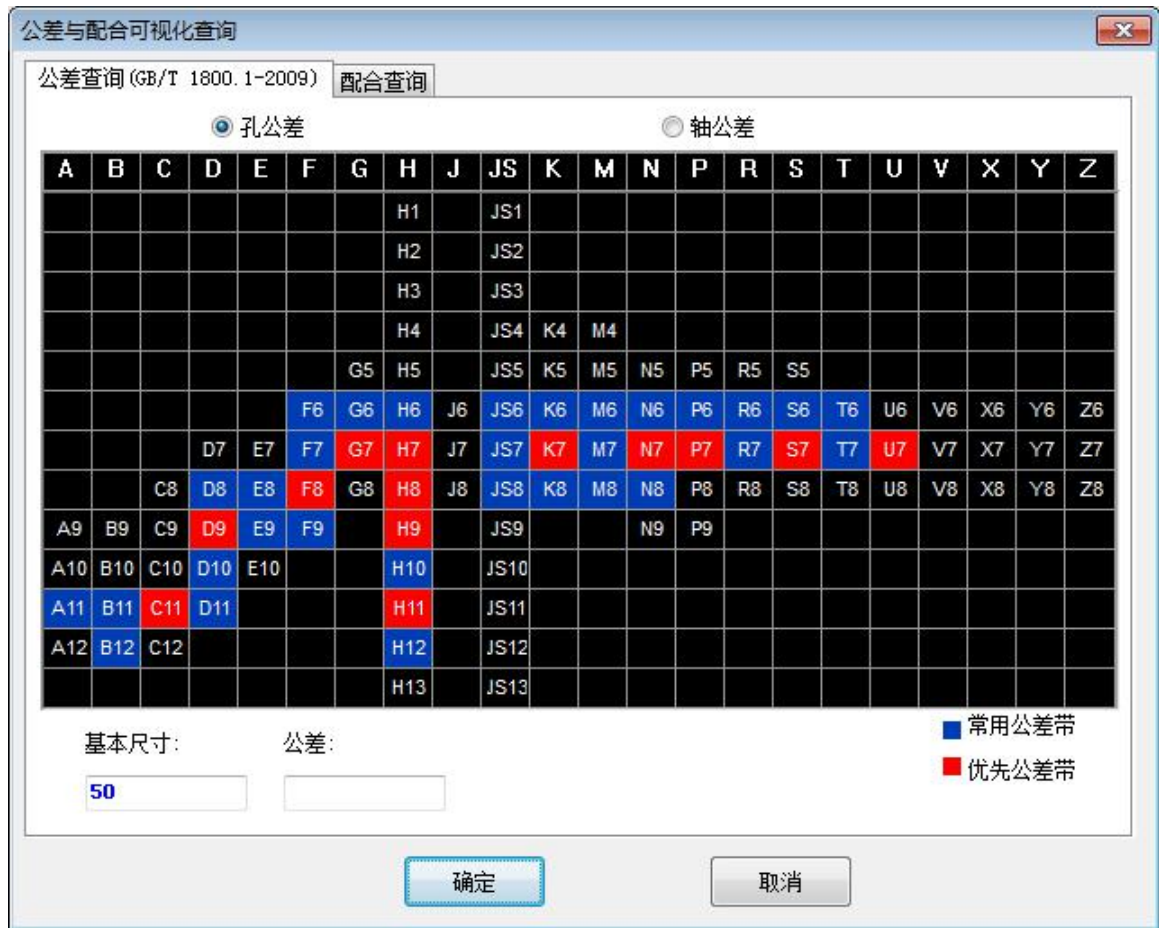 公差与配合可视化查询
公差查询(GB/T 1800.1-2009) 配合查询
孔公差 轴公差
A B C D E F G H J JS K M N P R S T U V X Y Z
H1 JS1
H2 JS2
H3 JS3
H4 JS4 K4 M4
G5 H5 JS5 K5 M5 N5 P5 R5 S5
F6 G6 H6 J6 JS6 K6 M6 N6 P6 R6 S6 T6 U6 V6 X6 Y6 Z6
D7 E7 F7 G7 H7 J7 JS7 K7 M7 N7 P7 R7 S7 T7 U7 V7 X7 Y7 Z7
C8 D8 E8 F8 G8 H8 J8 JS8 K8 M8 N8 P8 R8 S8 T8 U8 V8 X8 Y8 Z8
A9 B9 C9 D9 E9 F9 H9 JS9 N9 P9
A10 B10 C10 D10 E10 H10 JS10
A11 B11 C11 D11 H11 JS11
A12 B12 C12 H12 JS12
H13 JS13
基本尺寸: 公差: 常用公差带
50 优先公差带
确定 取消